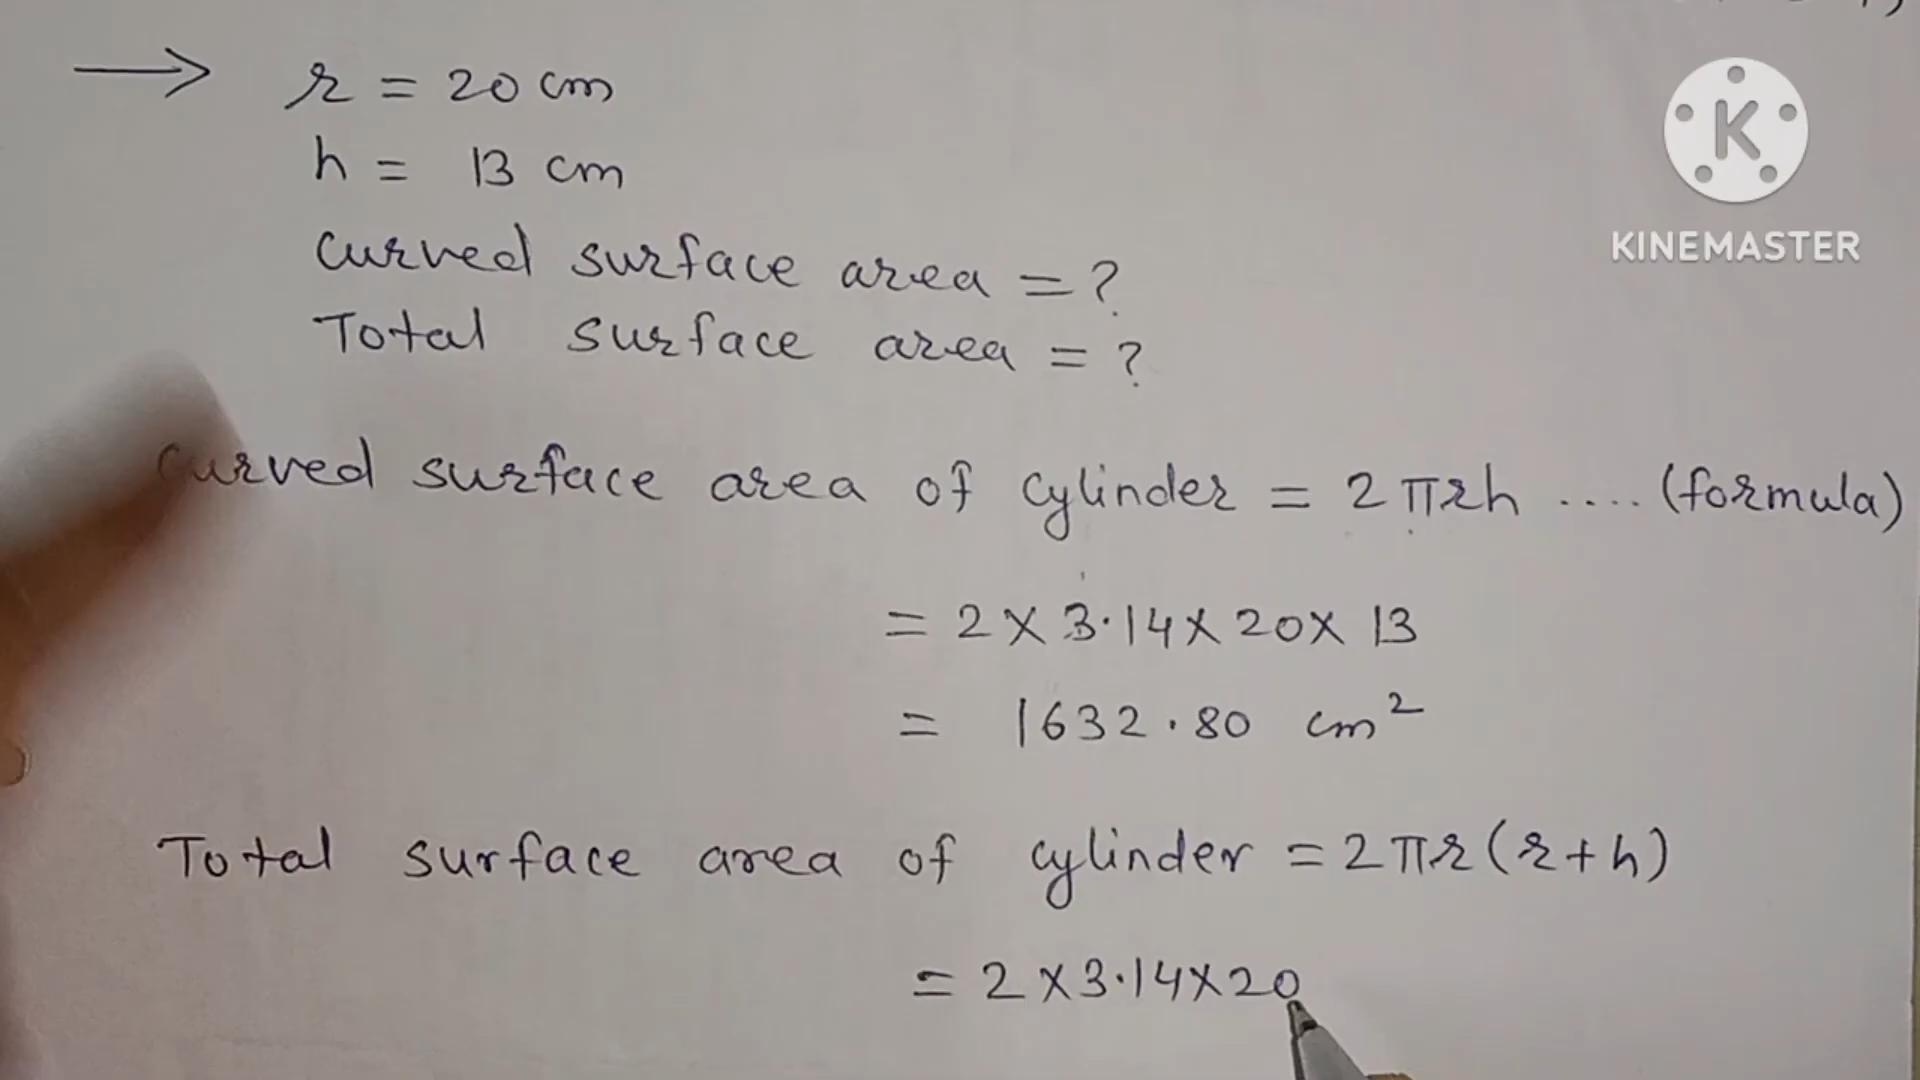 → r = 20 cm
h = 13 cm
Curved surface area = ?
Total surface area = ?
Curved surface area of cylinder = 2πrh .... (formula)
= 2 × 3.14 × 20 × 13
= 1632.80 cm²
Total surface area of cylinder = 2πr(r+h)
= 2 × 3.14 × 20
K
KINEMASTER